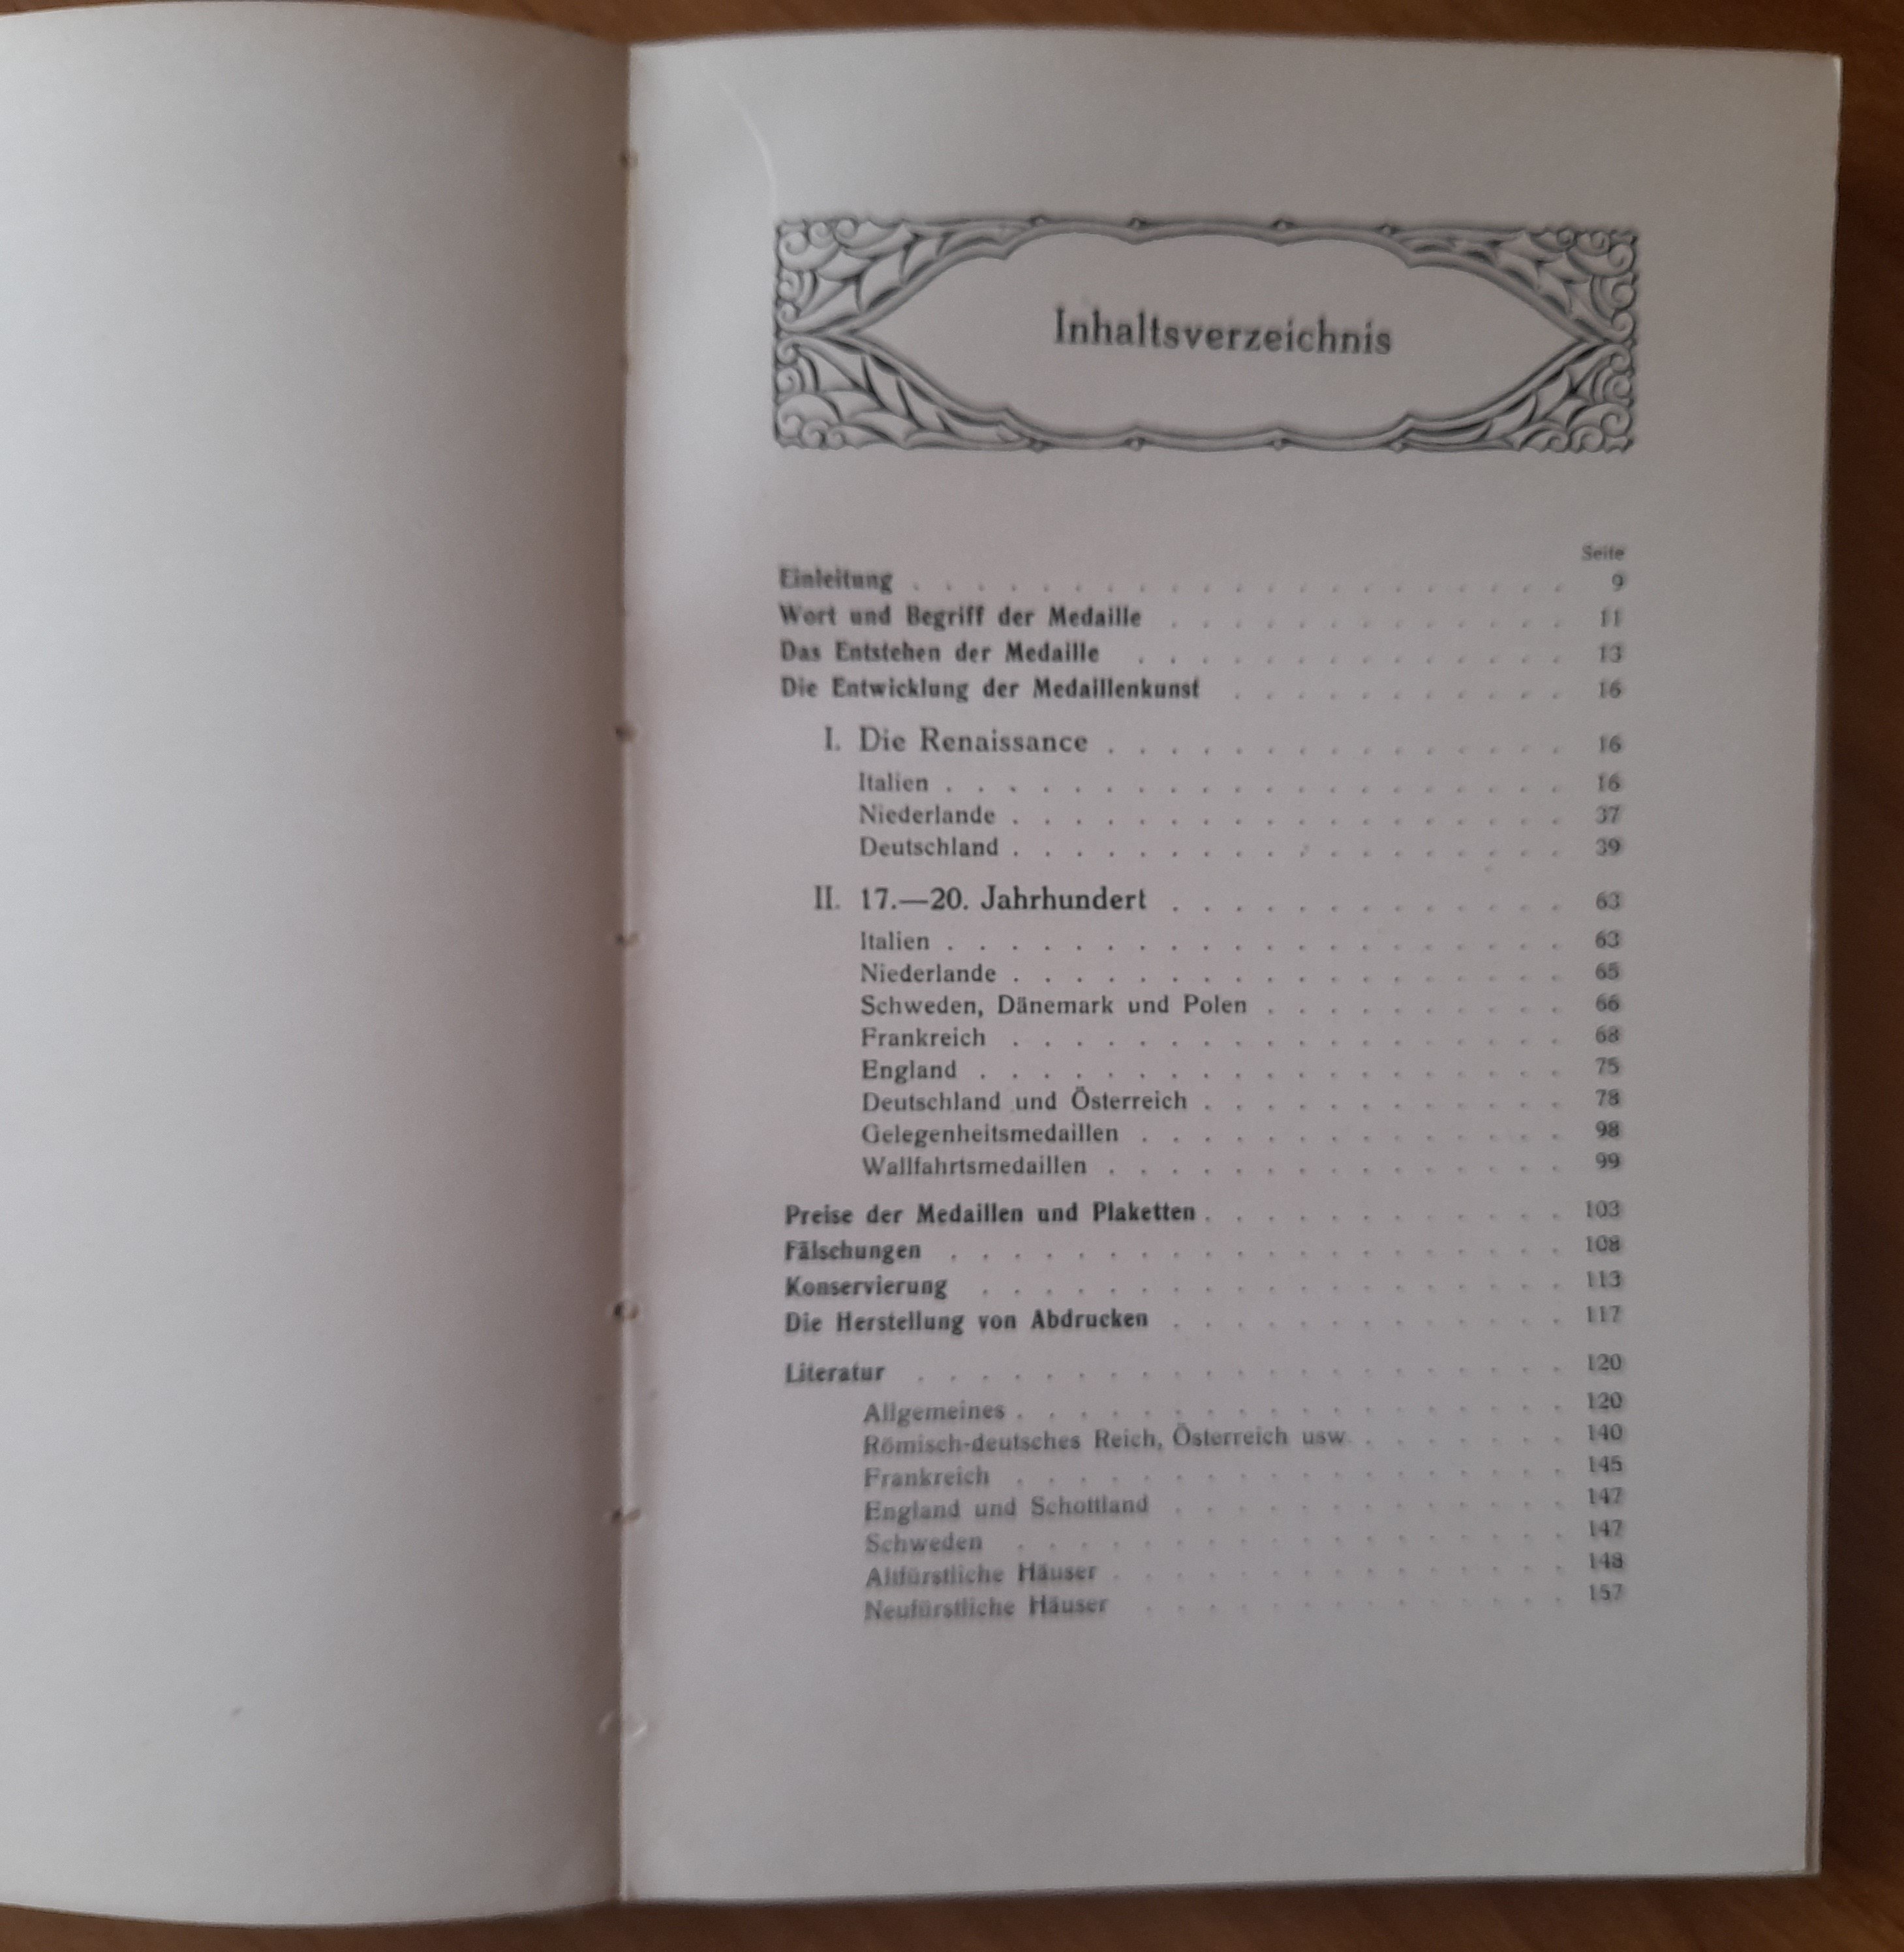 Inhaltsverzeichnis
Seite
Einleitung . . . . . . . . . . . . . . . . . . . . . 9
Wort und Begriff der Medaille . . . . . . . . . . . . . 11
Das Entstehen der Medaille . . . . . . . . . . . . . . 13
Die Entwicklung der Medaillenkunst . . . . . . . . . . . 16
I. Die Renaissance . . . . . . . . . . . . . . . 16
Italien . . . . . . . . . . . . . . . . . . . . 16
Niederlande . . . . . . . . . . . . . . . . . . 37
Deutschland . . . . . . . . . . . . . . . . . . 39
II. 17.—20. Jahrhundert . . . . . . . . . . . . . 63
Italien . . . . . . . . . . . . . . . . . . . . 63
Niederlande . . . . . . . . . . . . . . . . . . 65
Schweden, Dänemark und Polen . . . . . . . . . . 66
Frankreich . . . . . . . . . . . . . . . . . . 68
England . . . . . . . . . . . . . . . . . . . 75
Deutschland und Österreich . . . . . . . . . . . . 78
Gelegenheitsmedaillen . . . . . . . . . . . . . . 98
Wallfahrtsmedaillen . . . . . . . . . . . . . . . 99
Preise der Medaillen und Plaketten . . . . . . . . . . . . 103
Fälschungen . . . . . . . . . . . . . . . . . . . . 108
Konservierung . . . . . . . . . . . . . . . . . . . 113
Die Herstellung von Abdrucken . . . . . . . . . . . . . 117
Literatur . . . . . . . . . . . . . . . . . . . . . 120
Allgemeines . . . . . . . . . . . . . . . . . . 120
Römisch-deutsches Reich, Österreich usw. . . . . . . . 140
Frankreich . . . . . . . . . . . . . . . . . . 145
England und Schottland . . . . . . . . . . . . . 147
Schweden . . . . . . . . . . . . . . . . . . 147
Altfürstliche Häuser . . . . . . . . . . . . . . . 148
Neufürstliche Häuser . . . . . . . . . . . . . . 157